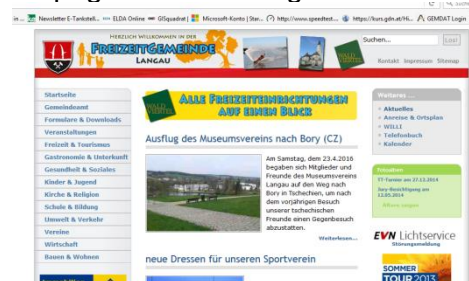 Newsletter E-Tankstell...
ELDA Online
GISquadrat |
Microsoft-Konto | Star...
http://www.speedtest...
https://kurs.gdn.at/Hi...
GEMDAT Login
HERZLICH WILLKOMMEN IN DER
FREIZEITGEMEINDE
LANGAU
Suchen...
Los!
Kontakt Impressum Sitemap
Startseite
Gemeindeamt
Formulare & Downloads
Veranstaltungen
Freizeit & Tourismus
Gastronomie & Unterkunft
Gesundheit & Soziales
Kinder & Jugend
Kirche & Religion
Schule & Bildung
Umwelt & Verkehr
Vereine
Wirtschaft
Bauen & Wohnen
ALLE FREIZEITEINRICHTUNGEN
AUF EINEN BLICK
Ausflug des Museumsvereins nach Bory (CZ)
Am Samstag, dem 23.4.2016
begaben sich Mitglieder und
Freunde des Museumsvereins
Langau auf den Weg nach
Bory in Tschechien, um nach
dem vorjährigen Besuch
unserer tschechischen
Freunde einen Gegenbesuch
abzustatten.
Weiterlesen...
neue Dressen für unseren Sportverein
Weiteres ...
Aktuelles
Anreise & Ortsplan
WILLI
Telefonbuch
Kalender
EVN Lichtservice
Störungsmeldung
SOMMER
TOUR 2013